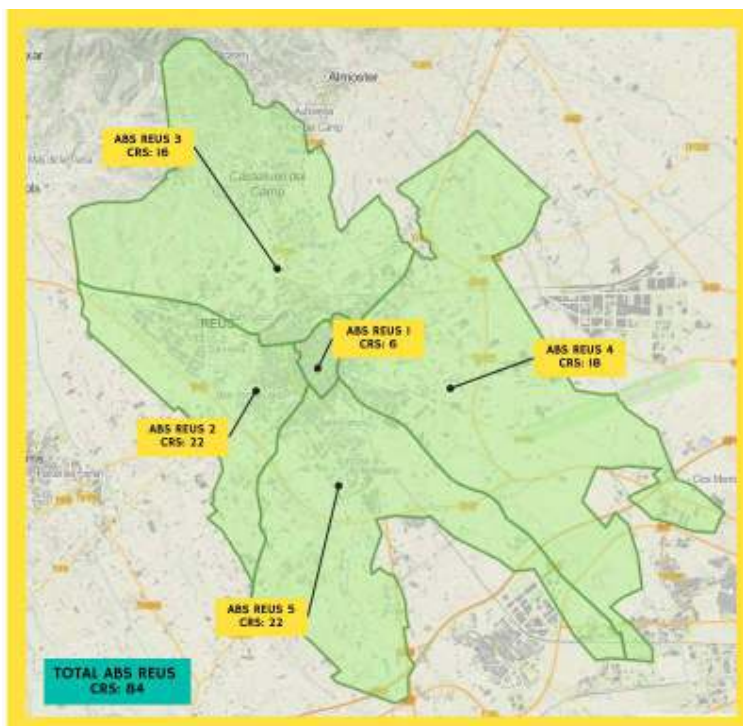 Almoster
ABS REUS 3
CRS: 16
Castellvell del
Camp
REUS
ABS REUS 1
CRS: 6
ABS REUS 4
CRS: 18
ABS REUS 2
CRS: 22
ABS REUS 5
CRS: 22
TOTAL ABS REUS
CRS: 84